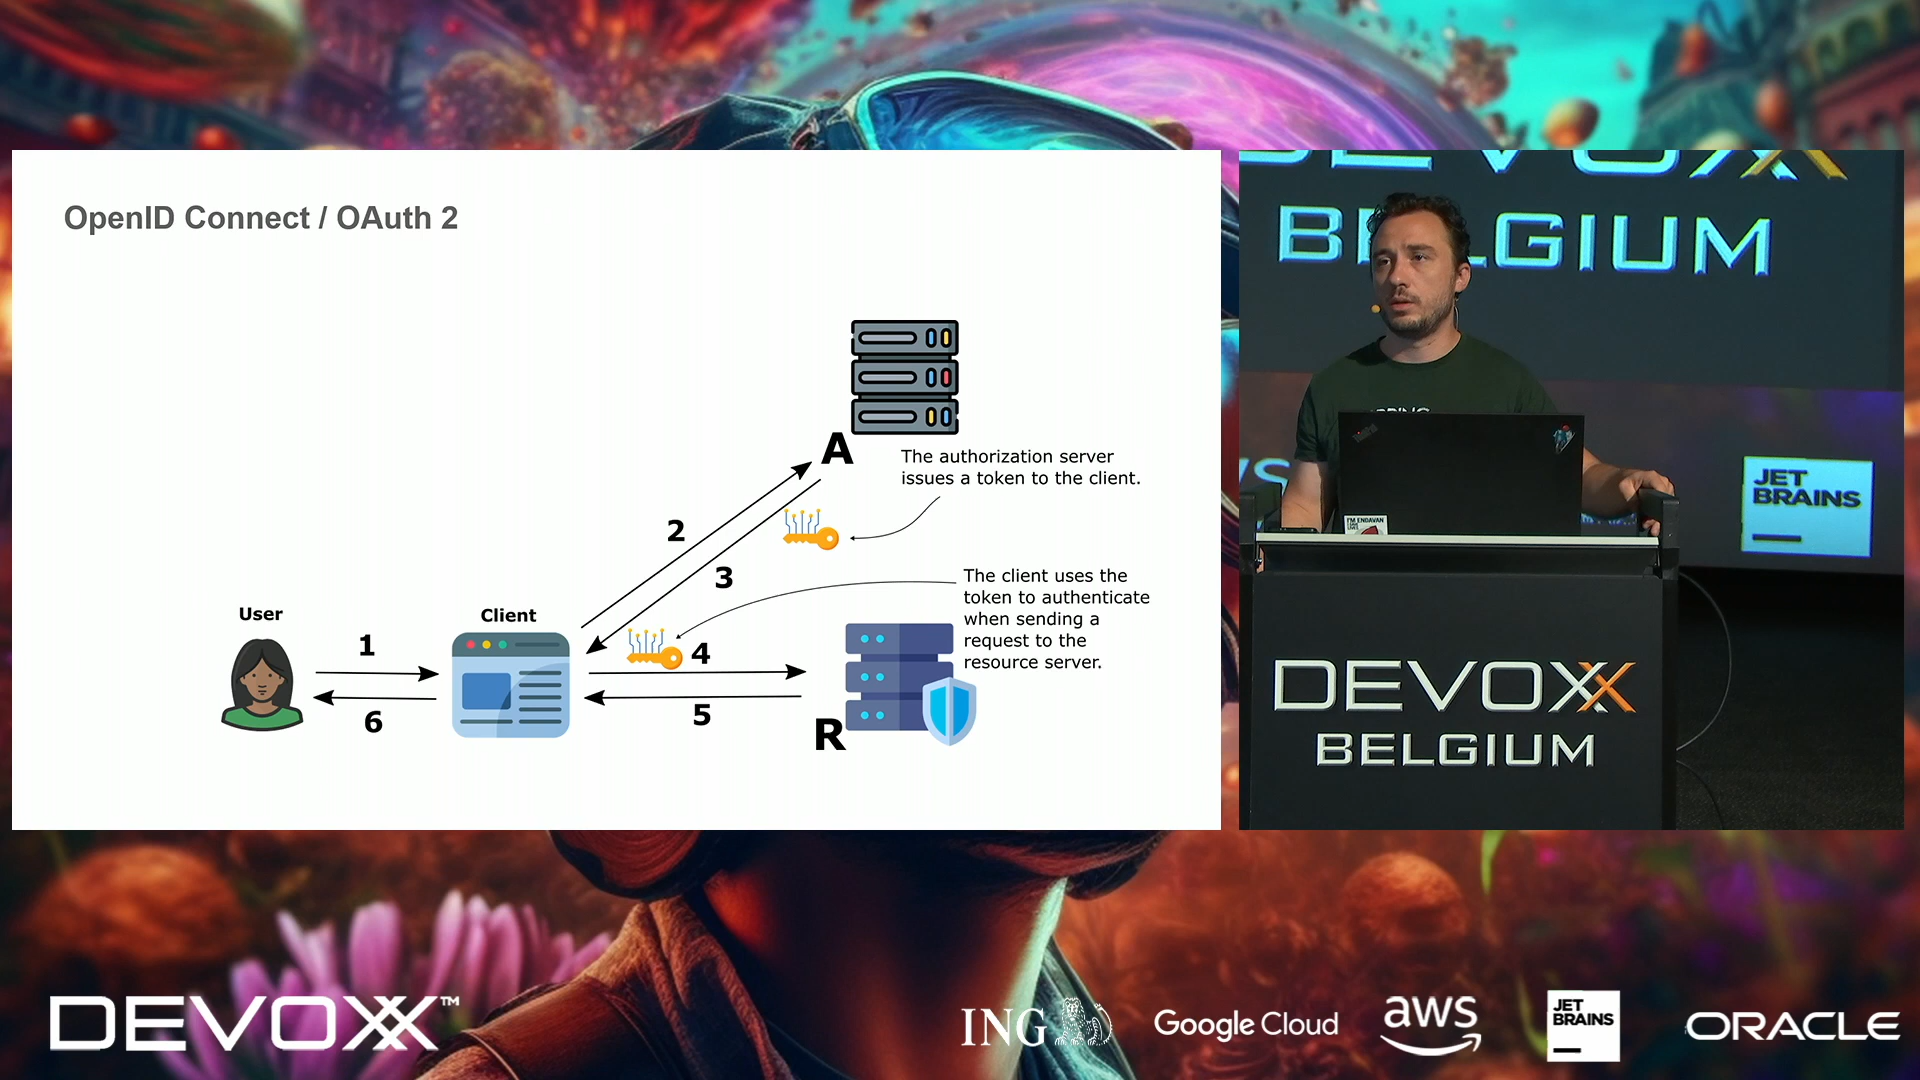 OpenID Connect / OAuth 2
A
The authorization server
issues a token to the client.
2
3
The client uses the
token to authenticate
when sending a
request to the
resource server.
User
Client
1
4
6
5
R
DEVOXX
BELGIUM
JET
BRAINS
I'M ENDAVAN
DEVOXX
BELGIUM
DEVOXX™
ING
Google Cloud
aws
JET
BRAINS
ORACLE